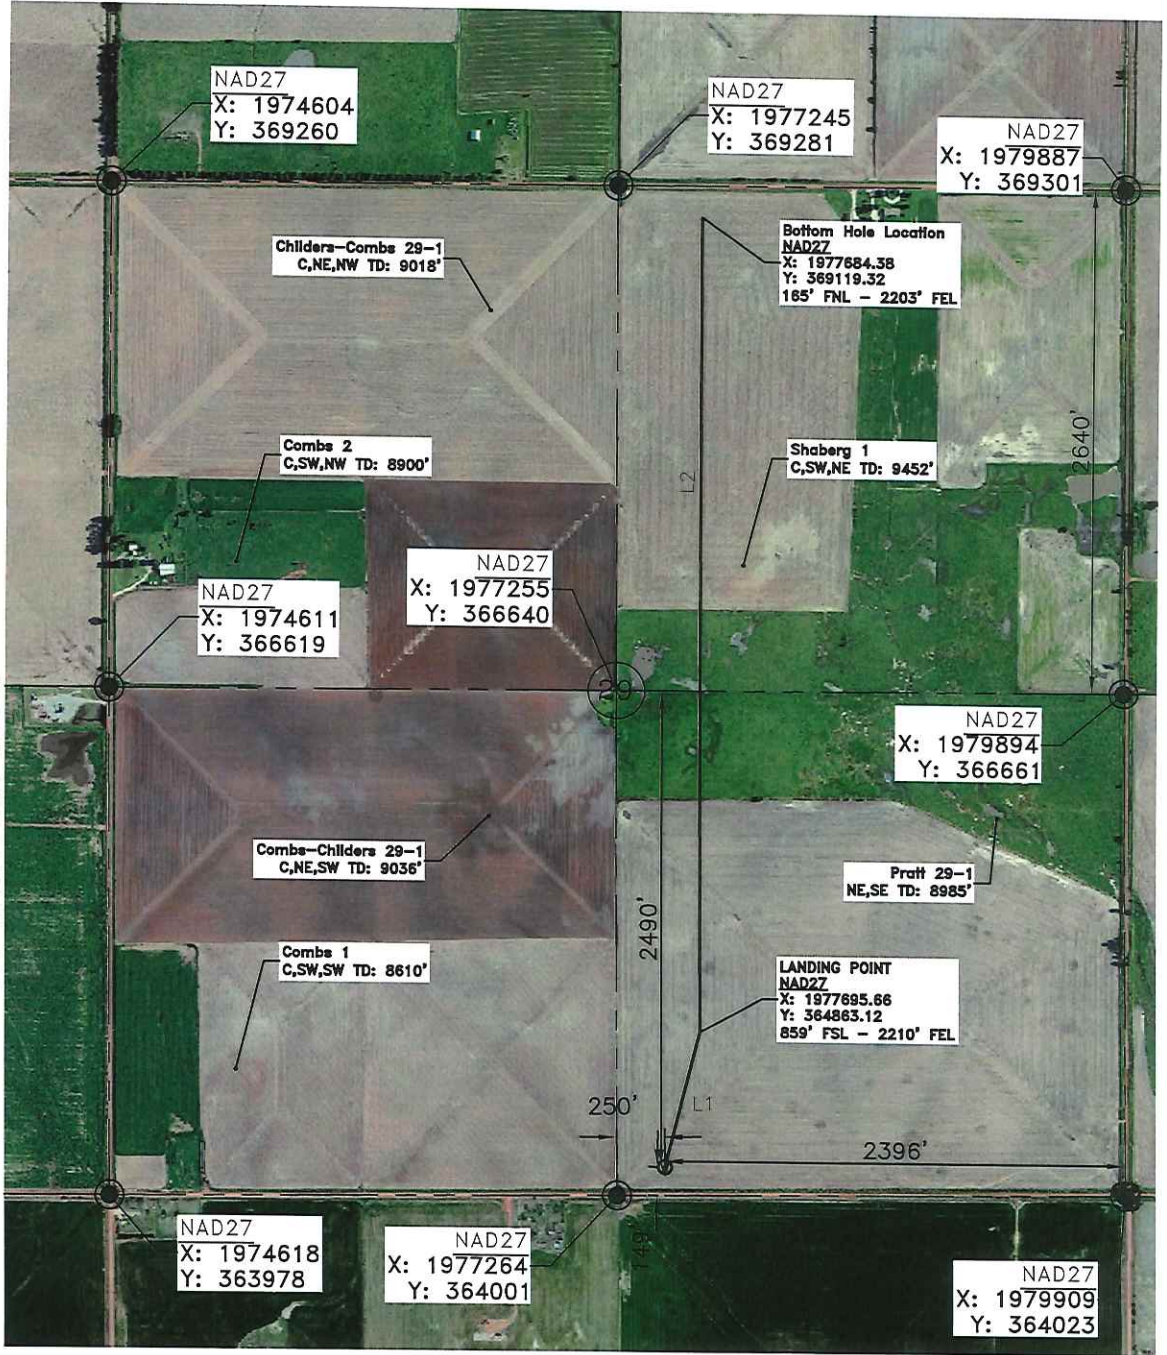 NAD27
X: 1974604
Y: 369260
NAD27
X: 1977245
Y: 369281
NAD27
X: 1979887
Y: 369301
Childers-Combs 29-1
C,NE,NW TD: 9018'
Bottom Hole Location
NAD27
X: 1977684.38
Y: 369119.32
165' FNL - 2203' FEL
Combs 2
C,SW,NW TD: 8900'
Shaberg 1
C,SW,NE TD: 9452'
L2
2640'
NAD27
X: 1977255
Y: 366640
NAD27
X: 1974611
Y: 366619
29
NAD27
X: 1979894
Y: 366661
Combs-Childers 29-1
C,NE,SW TD: 9036'
Pratt 29-1
NE,SE TD: 8985'
2490'
Combs 1
C,SW,SW TD: 8610'
LANDING POINT
NAD27
X: 1977695.66
Y: 364863.12
859' FSL - 2210' FEL
250'
L1
2396'
149'
NAD27
X: 1974618
Y: 363978
NAD27
X: 1977264
Y: 364001
NAD27
X: 1979909
Y: 364023